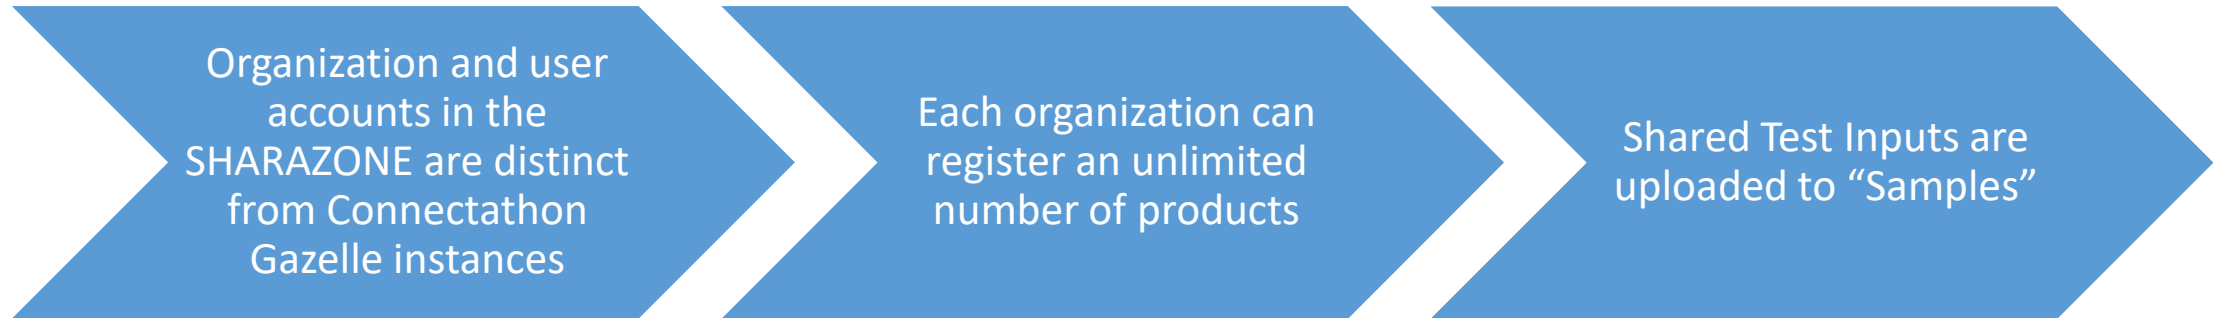 Organization and user
accounts in the
SHARAZONE are distinct
from Connectathon
Gazelle instances
Each organization can
register an unlimited
number of products
Shared Test Inputs are
uploaded to “Samples”